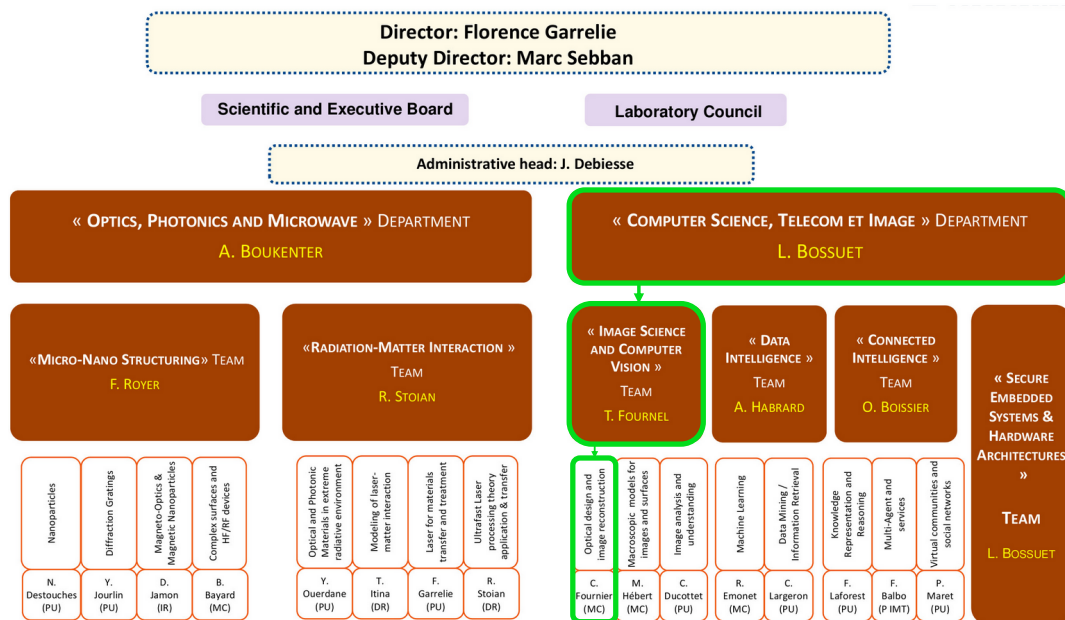 Director: Florence Garrelie
Deputy Director: Marc Sebban
Scientific and Executive Board
Laboratory Council
Administrative head: J. Debiesse
« OPTICS, PHOTONICS AND MICROWAVE » DEPARTMENT
A. BOUKENTER
« COMPUTER SCIENCE, TELECOM ET IMAGE » DEPARTMENT
L. BOSSUET
«MICRO-NANO STRUCTURING» TEAM
F. ROYER
«RADIATION-MATTER INTERACTION »
TEAM
R. STOIAN
« IMAGE SCIENCE
AND COMPUTER
VISION »
TEAM
T. FOURNEL
« DATA
INTELLIGENCE »
TEAM
A. HABRARD
« CONNECTED
INTELLIGENCE »
TEAM
O. BOISSIER
« SECURE
EMBEDDED
SYSTEMS &
HARDWARE
ARCHITECTURES
»
TEAM
L. BOSSUET
Nanoparticles
Diffraction Gratings
Magneto-Optics &
Magnetic Nanoparticles
Complex surfaces and
HF/RF devices
Optical and Photonic
Materials in extreme
radiative environment
Modeling of laser-
matter interaction
Laser for materials
transfer and treatment
Ultrafast Laser
processing theory
application & transfer
Optical design and
image reconstruction
Macroscopic models for
images and surfaces
Image analysis and
understanding
Machine Learning
Data Mining /
Information Retrieval
Knowledge
Representation and
Reasoning
Multi-Agent and
services
Virtual communities and
social networks
N.
Destouches
(PU)
Y.
Jourlin
(PU)
D.
Jamon
(IR)
B.
Bayard
(MC)
Y.
Ouerdane
(PU)
T.
Itina
(DR)
F.
Garrelie
(PU)
R.
Stoian
(DR)
C.
Fournier
(MC)
M.
Hébert
(MC)
C.
Ducottet
(PU)
R.
Emonet
(MC)
C.
Largeron
(PU)
F.
Laforest
(PU)
F.
Balbo
(P IMT)
P.
Maret
(PU)